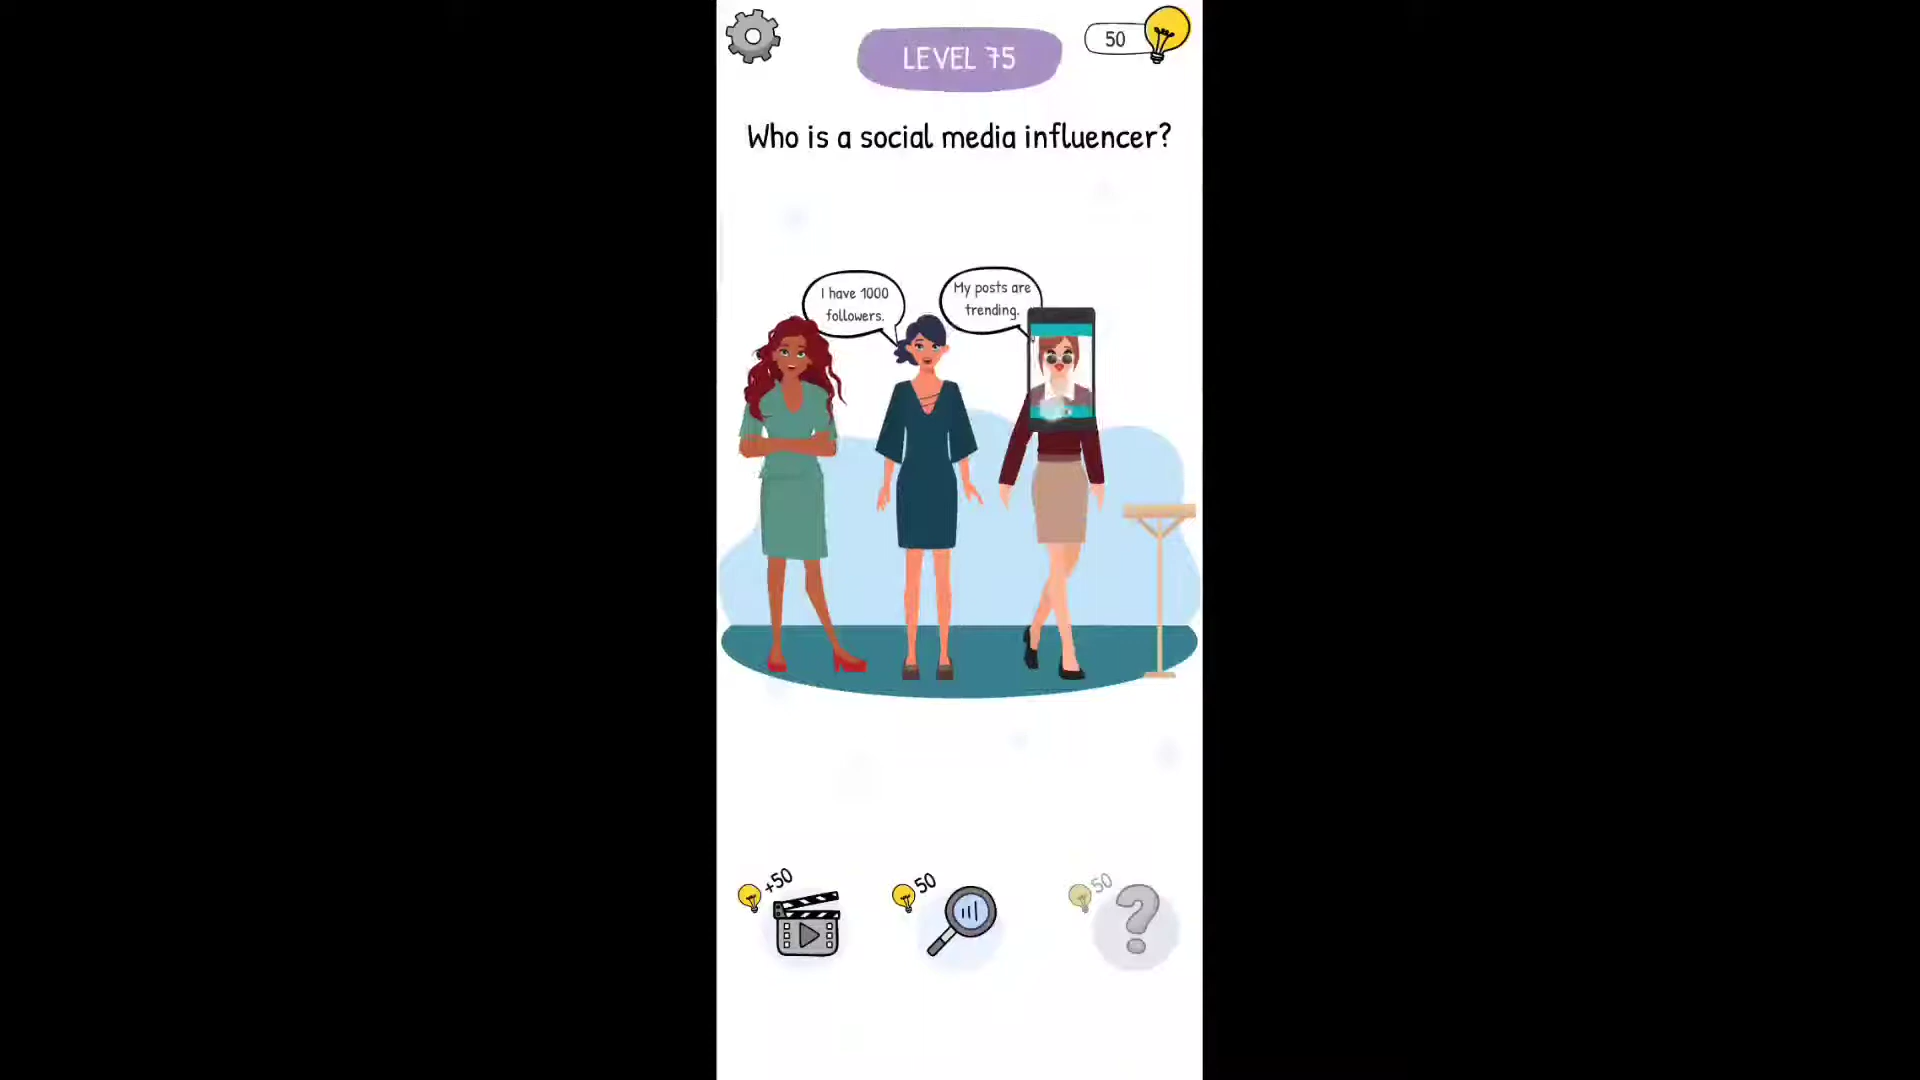 LEVEL 75
50
Who is a social media influencer?
I have 1000
followers.
My posts are
trending.
+50
50
50
?